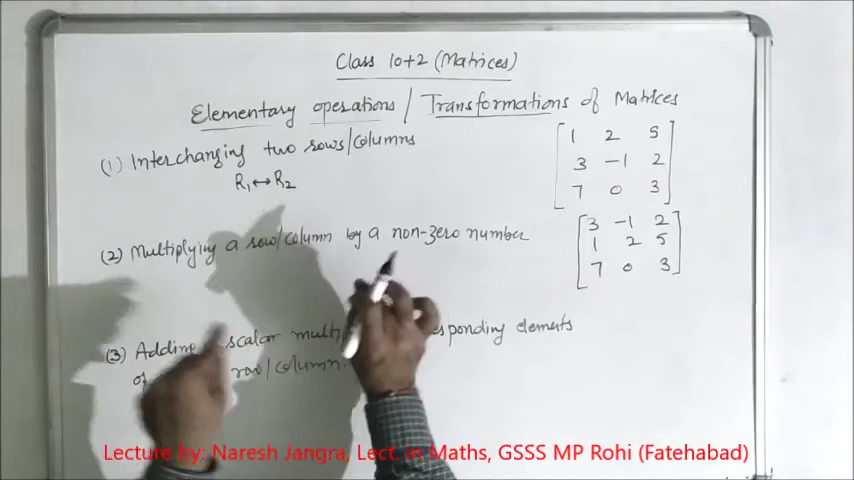 Class 10+2 (Matrices)
Elementary operations / Transformations of Matrices
(1) Interchanging two rows/columns
R₁↔R₂
1 2 5
3 -1 2
7 0 3
(2) Multiplying a row/column by a non-zero number
3 -1 2
1 2 5
7 0 3
(3) Adding scalar elements
of row/column.
Lecture by: Naresh Jangra, Lect. in Maths, GSSS MP Rohi (Fatehabad)